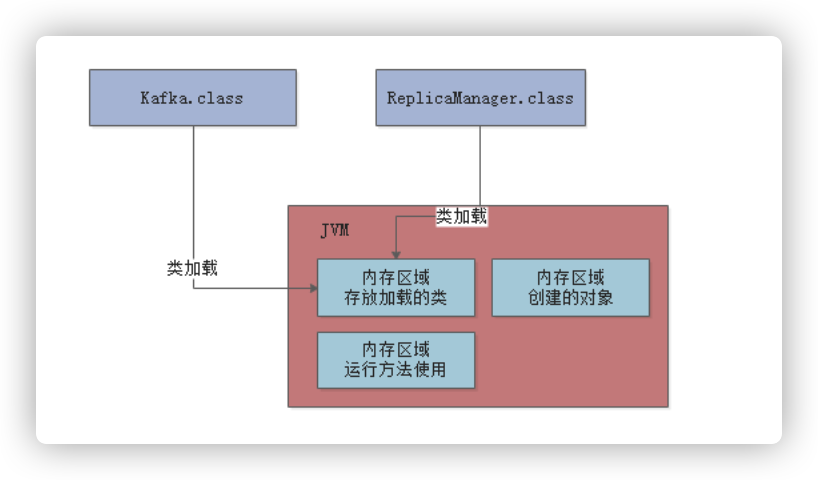 Kafka.class
ReplicaManager.class
类加载
JVM
类加载
内存区域
存放加载的类
内存区域
创建的对象
内存区域
运行方法使用